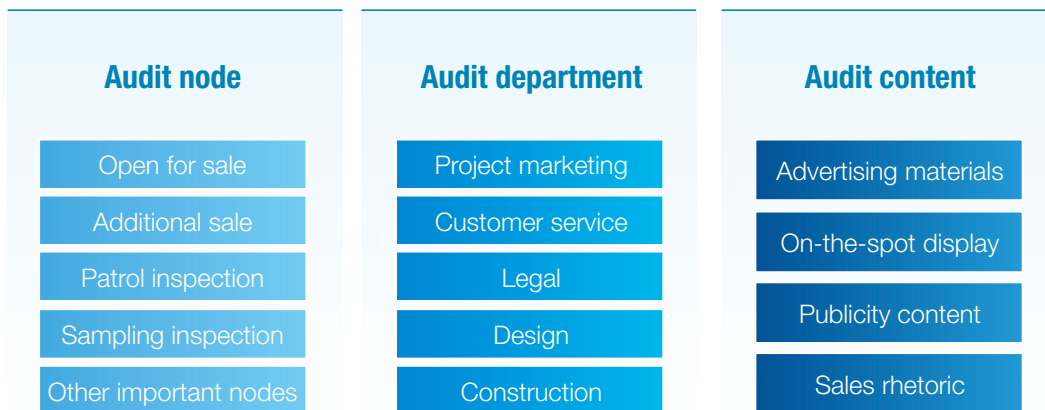 Audit node
Open for sale
Additional sale
Patrol inspection
Sampling inspection
Other important nodes
Audit department
Project marketing
Customer service
Legal
Design
Construction
Audit content
Advertising materials
On-the-spot display
Publicity content
Sales rhetoric